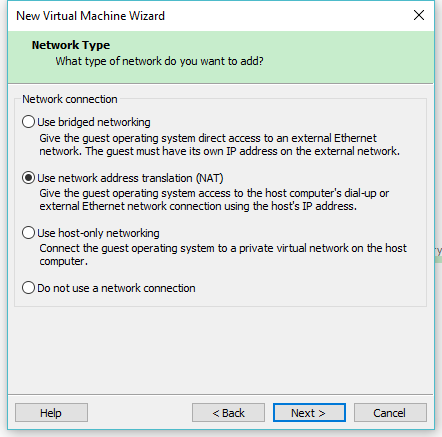 New Virtual Machine Wizard
Network Type
What type of network do you want to add?
Network connection
Use bridged networking
Give the guest operating system direct access to an external Ethernet
network. The guest must have its own IP address on the external network.
Use network address translation (NAT)
Give the guest operating system access to the host computer's dial-up or
external Ethernet network connection using the host's IP address.
Use host-only networking
Connect the guest operating system to a private virtual network on the host
computer.
Do not use a network connection
Help
< Back
Next >
Cancel